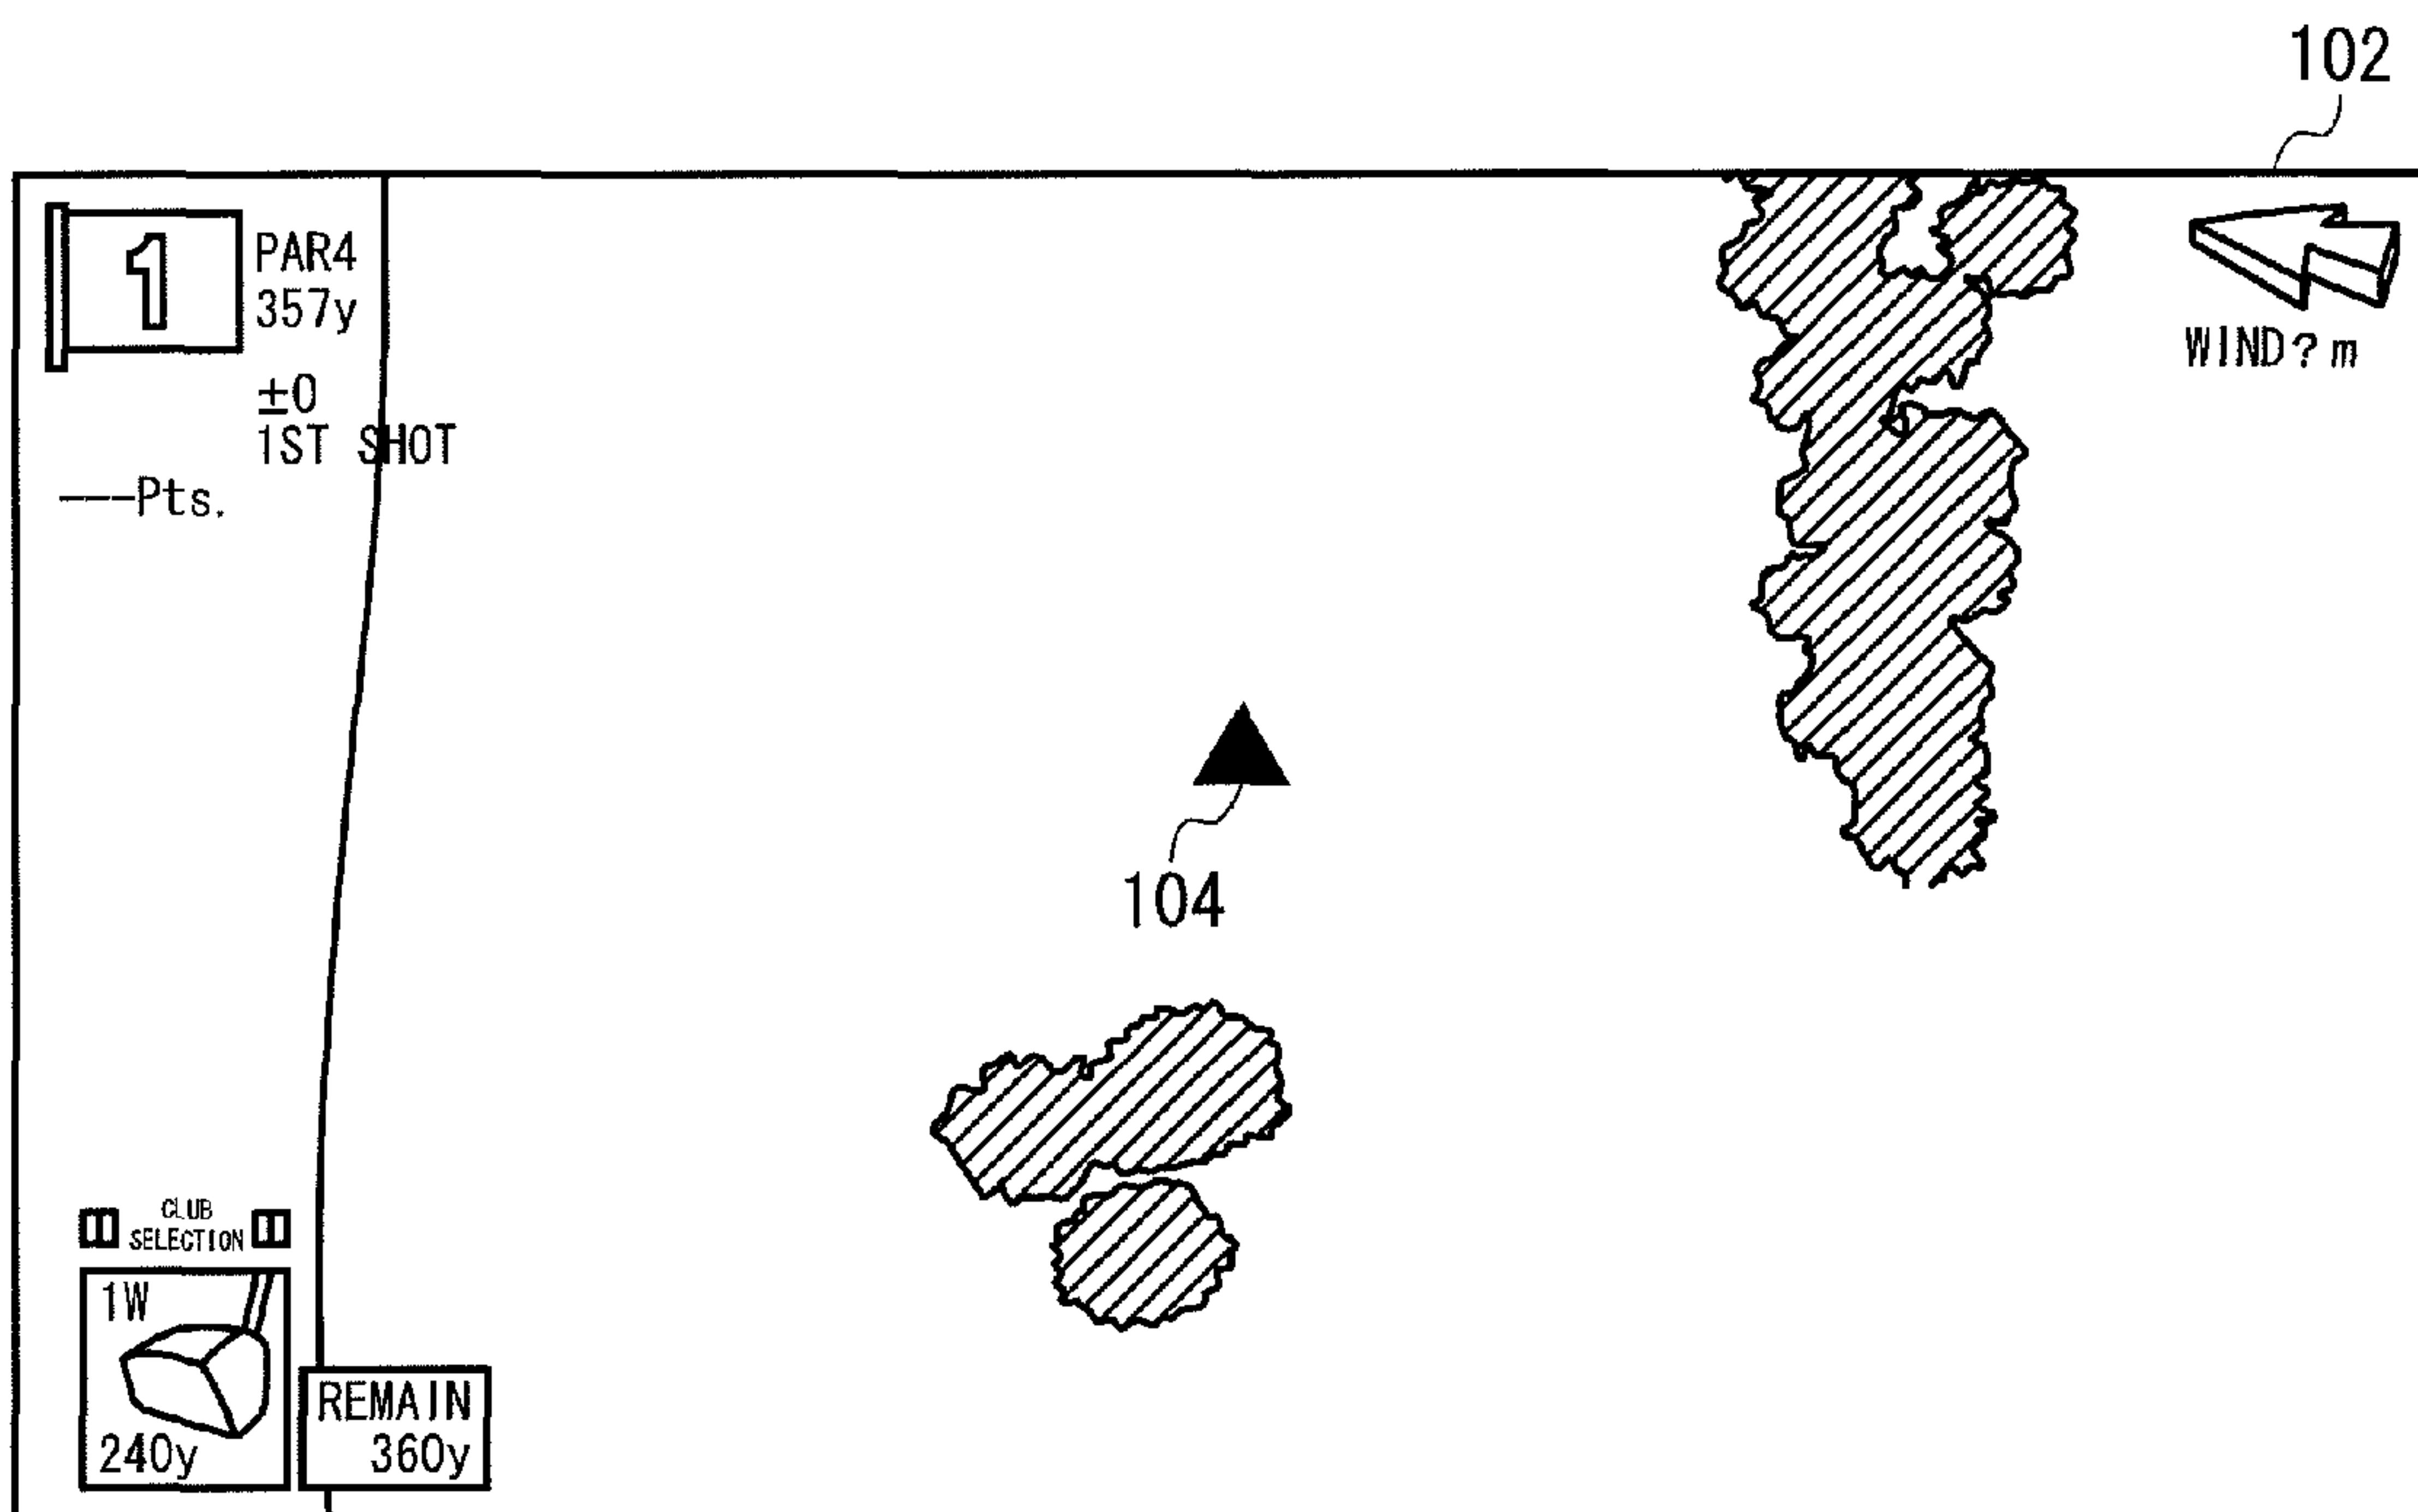 102
1
PAR4
357y
±0
1ST SHOT
---Pts.
WIND?m
104
CLUB
SELECTION
1W
240y
REMAIN
360y